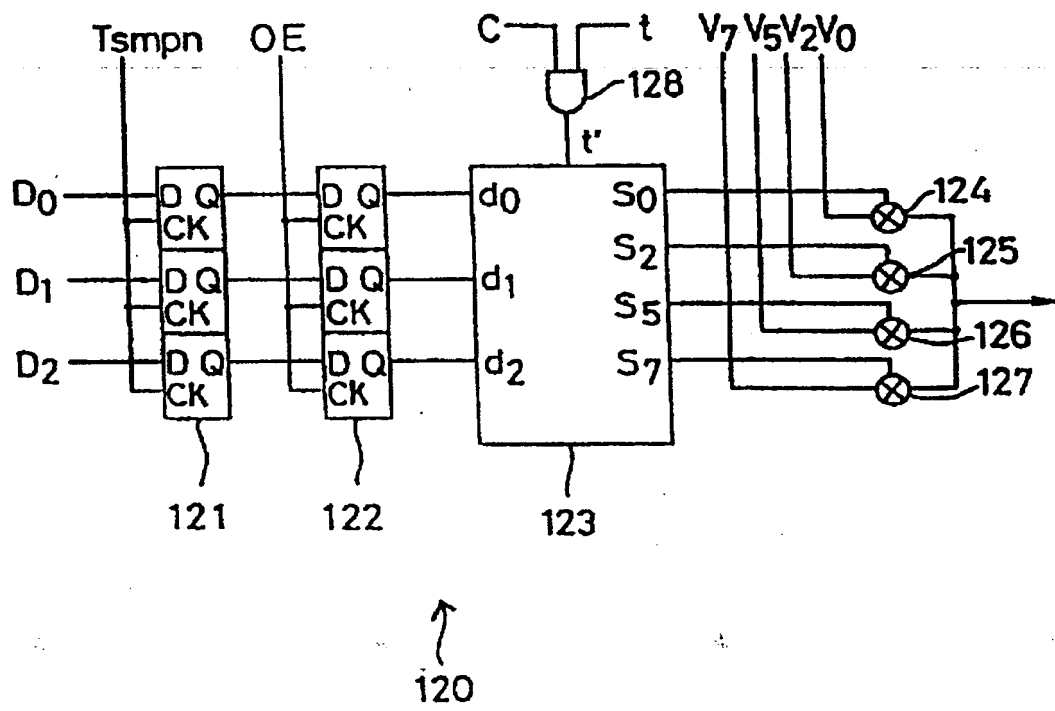 Tsmpn OE C t V7 V5 V2 V0
128
t'
D0 D Q D Q d0 S0 124
CK CK
S2 125
D1 D Q D Q d1
CK CK S5 126
D2 D Q D Q d2 S7
CK CK 127
121 122 123
120